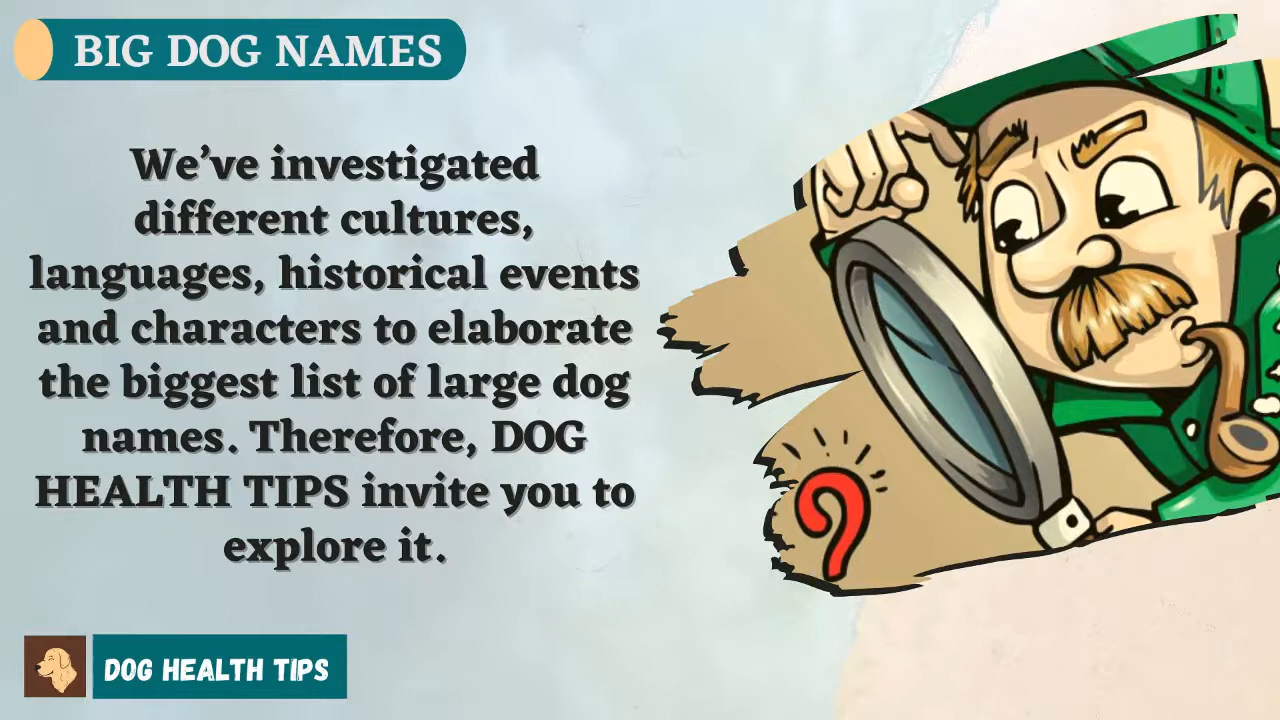 BIG DOG NAMES
We’ve investigated
different cultures,
languages, historical events
and characters to elaborate
the biggest list of large dog
names. Therefore, DOG
HEALTH TIPS invite you to
explore it.
?
DOG HEALTH TIPS